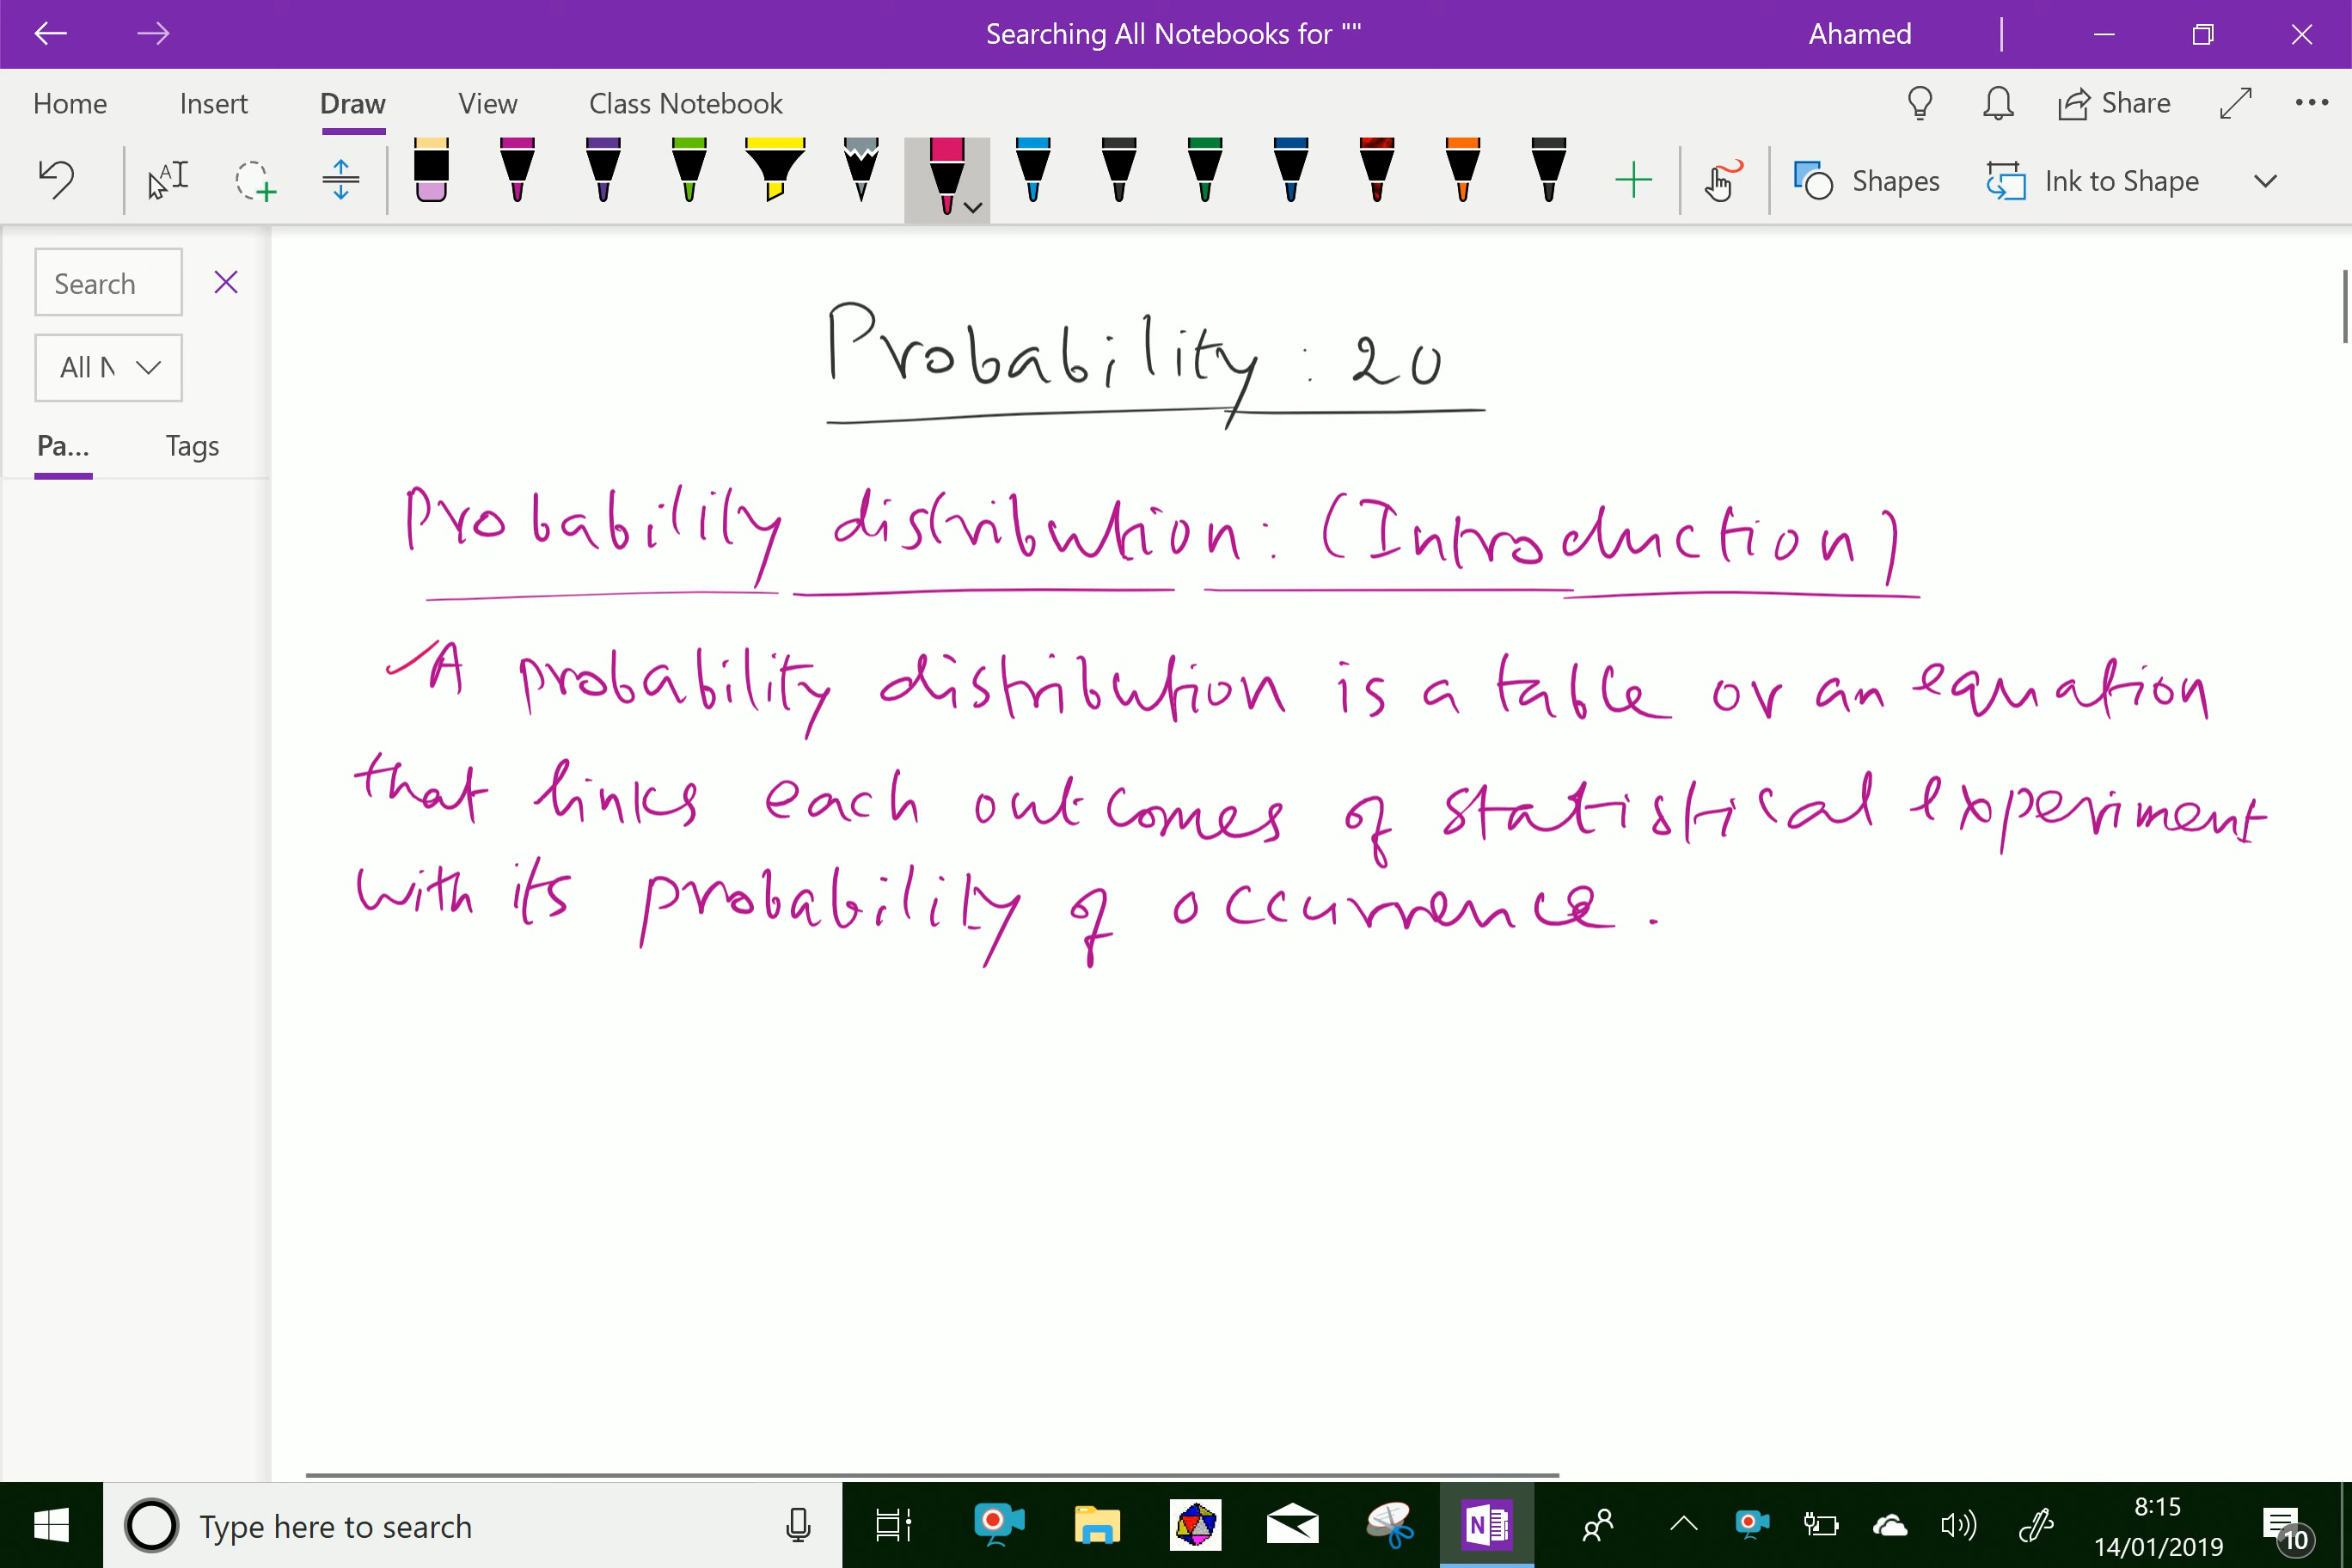 Searching All Notebooks for ""
Ahamed
Home Insert Draw View Class Notebook Share
Shapes Ink to Shape
Search
All N
Pa... Tags
Probability : 20
Probability distribution: (Introduction)
A probability distribution is a table or an equation
that links each outcomes of statistical experiment
with its probability of occurrence.
Type here to search
8:15
14/01/2019
10